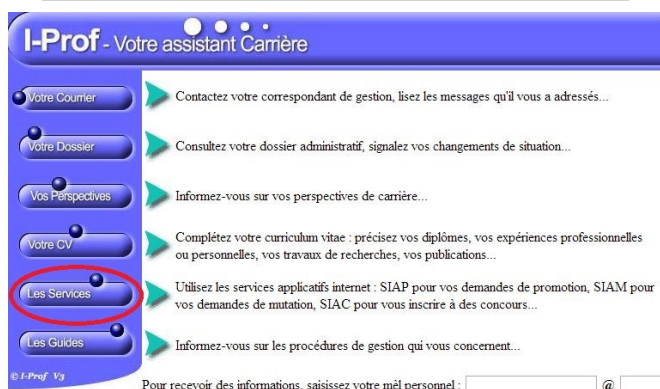 I-Prof - Votre assistant Carrière
Votre Courrier
Contactez votre correspondant de gestion, lisez les messages qu'il vous a adressés...
Votre Dossier
Consultez votre dossier administratif, signalez vos changements de situation...
Vos Perspectives
Informez-vous sur vos perspectives de carrière...
Votre CV
Complétez votre curriculum vitae : précisez vos diplômes, vos expériences professionnelles
ou personnelles, vos travaux de recherches, vos publications...
Les Services
Utilisez les services applicatifs internet : SIAP pour vos demandes de promotion, SIAM pour
vos demandes de mutation, SIAC pour vous inscrire à des concours...
Les Guides
Informez-vous sur les procédures de gestion qui vous concernent...
© I-Prof V3
Pour recevoir des informations, saisissez votre mèl personnel : @